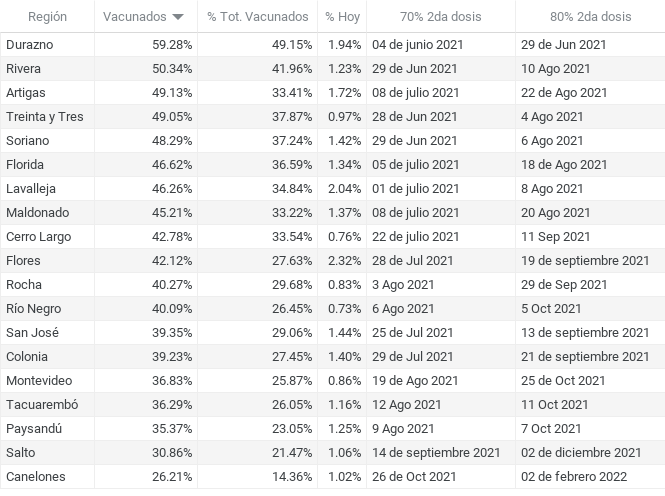 Región Vacunados % Tot. Vacunados % Hoy 70% 2da dosis 80% 2da dosis
Durazno 59.28% 49.15% 1.94% 04 de junio 2021 29 de Jun 2021
Rivera 50.34% 41.96% 1.23% 29 de Jun 2021 10 Ago 2021
Artigas 49.13% 33.41% 1.72% 08 de julio 2021 22 de Ago 2021
Treinta y Tres 49.05% 37.87% 0.97% 28 de Jun 2021 4 Ago 2021
Soriano 48.29% 37.24% 1.42% 29 de Jun 2021 6 Ago 2021
Florida 46.62% 36.59% 1.34% 05 de julio 2021 18 de Ago 2021
Lavalleja 46.26% 34.84% 2.04% 01 de julio 2021 8 Ago 2021
Maldonado 45.21% 33.22% 1.37% 08 de julio 2021 20 Ago 2021
Cerro Largo 42.78% 33.54% 0.76% 22 de julio 2021 11 Sep 2021
Flores 42.12% 27.63% 2.32% 28 de Jul 2021 19 de septiembre 2021
Rocha 40.27% 29.68% 0.83% 3 Ago 2021 29 de Sep 2021
Río Negro 40.09% 26.45% 0.73% 6 Ago 2021 5 Oct 2021
San José 39.35% 29.06% 1.44% 25 de Jul 2021 13 de septiembre 2021
Colonia 39.23% 27.45% 1.40% 29 de Jul 2021 21 de septiembre 2021
Montevideo 36.83% 25.87% 0.86% 19 de Ago 2021 25 de Oct 2021
Tacuarembó 36.29% 26.05% 1.16% 12 Ago 2021 11 Oct 2021
Paysandú 35.37% 23.05% 1.25% 9 Ago 2021 7 Oct 2021
Salto 30.86% 21.47% 1.06% 14 de septiembre 2021 02 de diciembre 2021
Canelones 26.21% 14.36% 1.02% 26 de Oct 2021 02 de febrero 2022